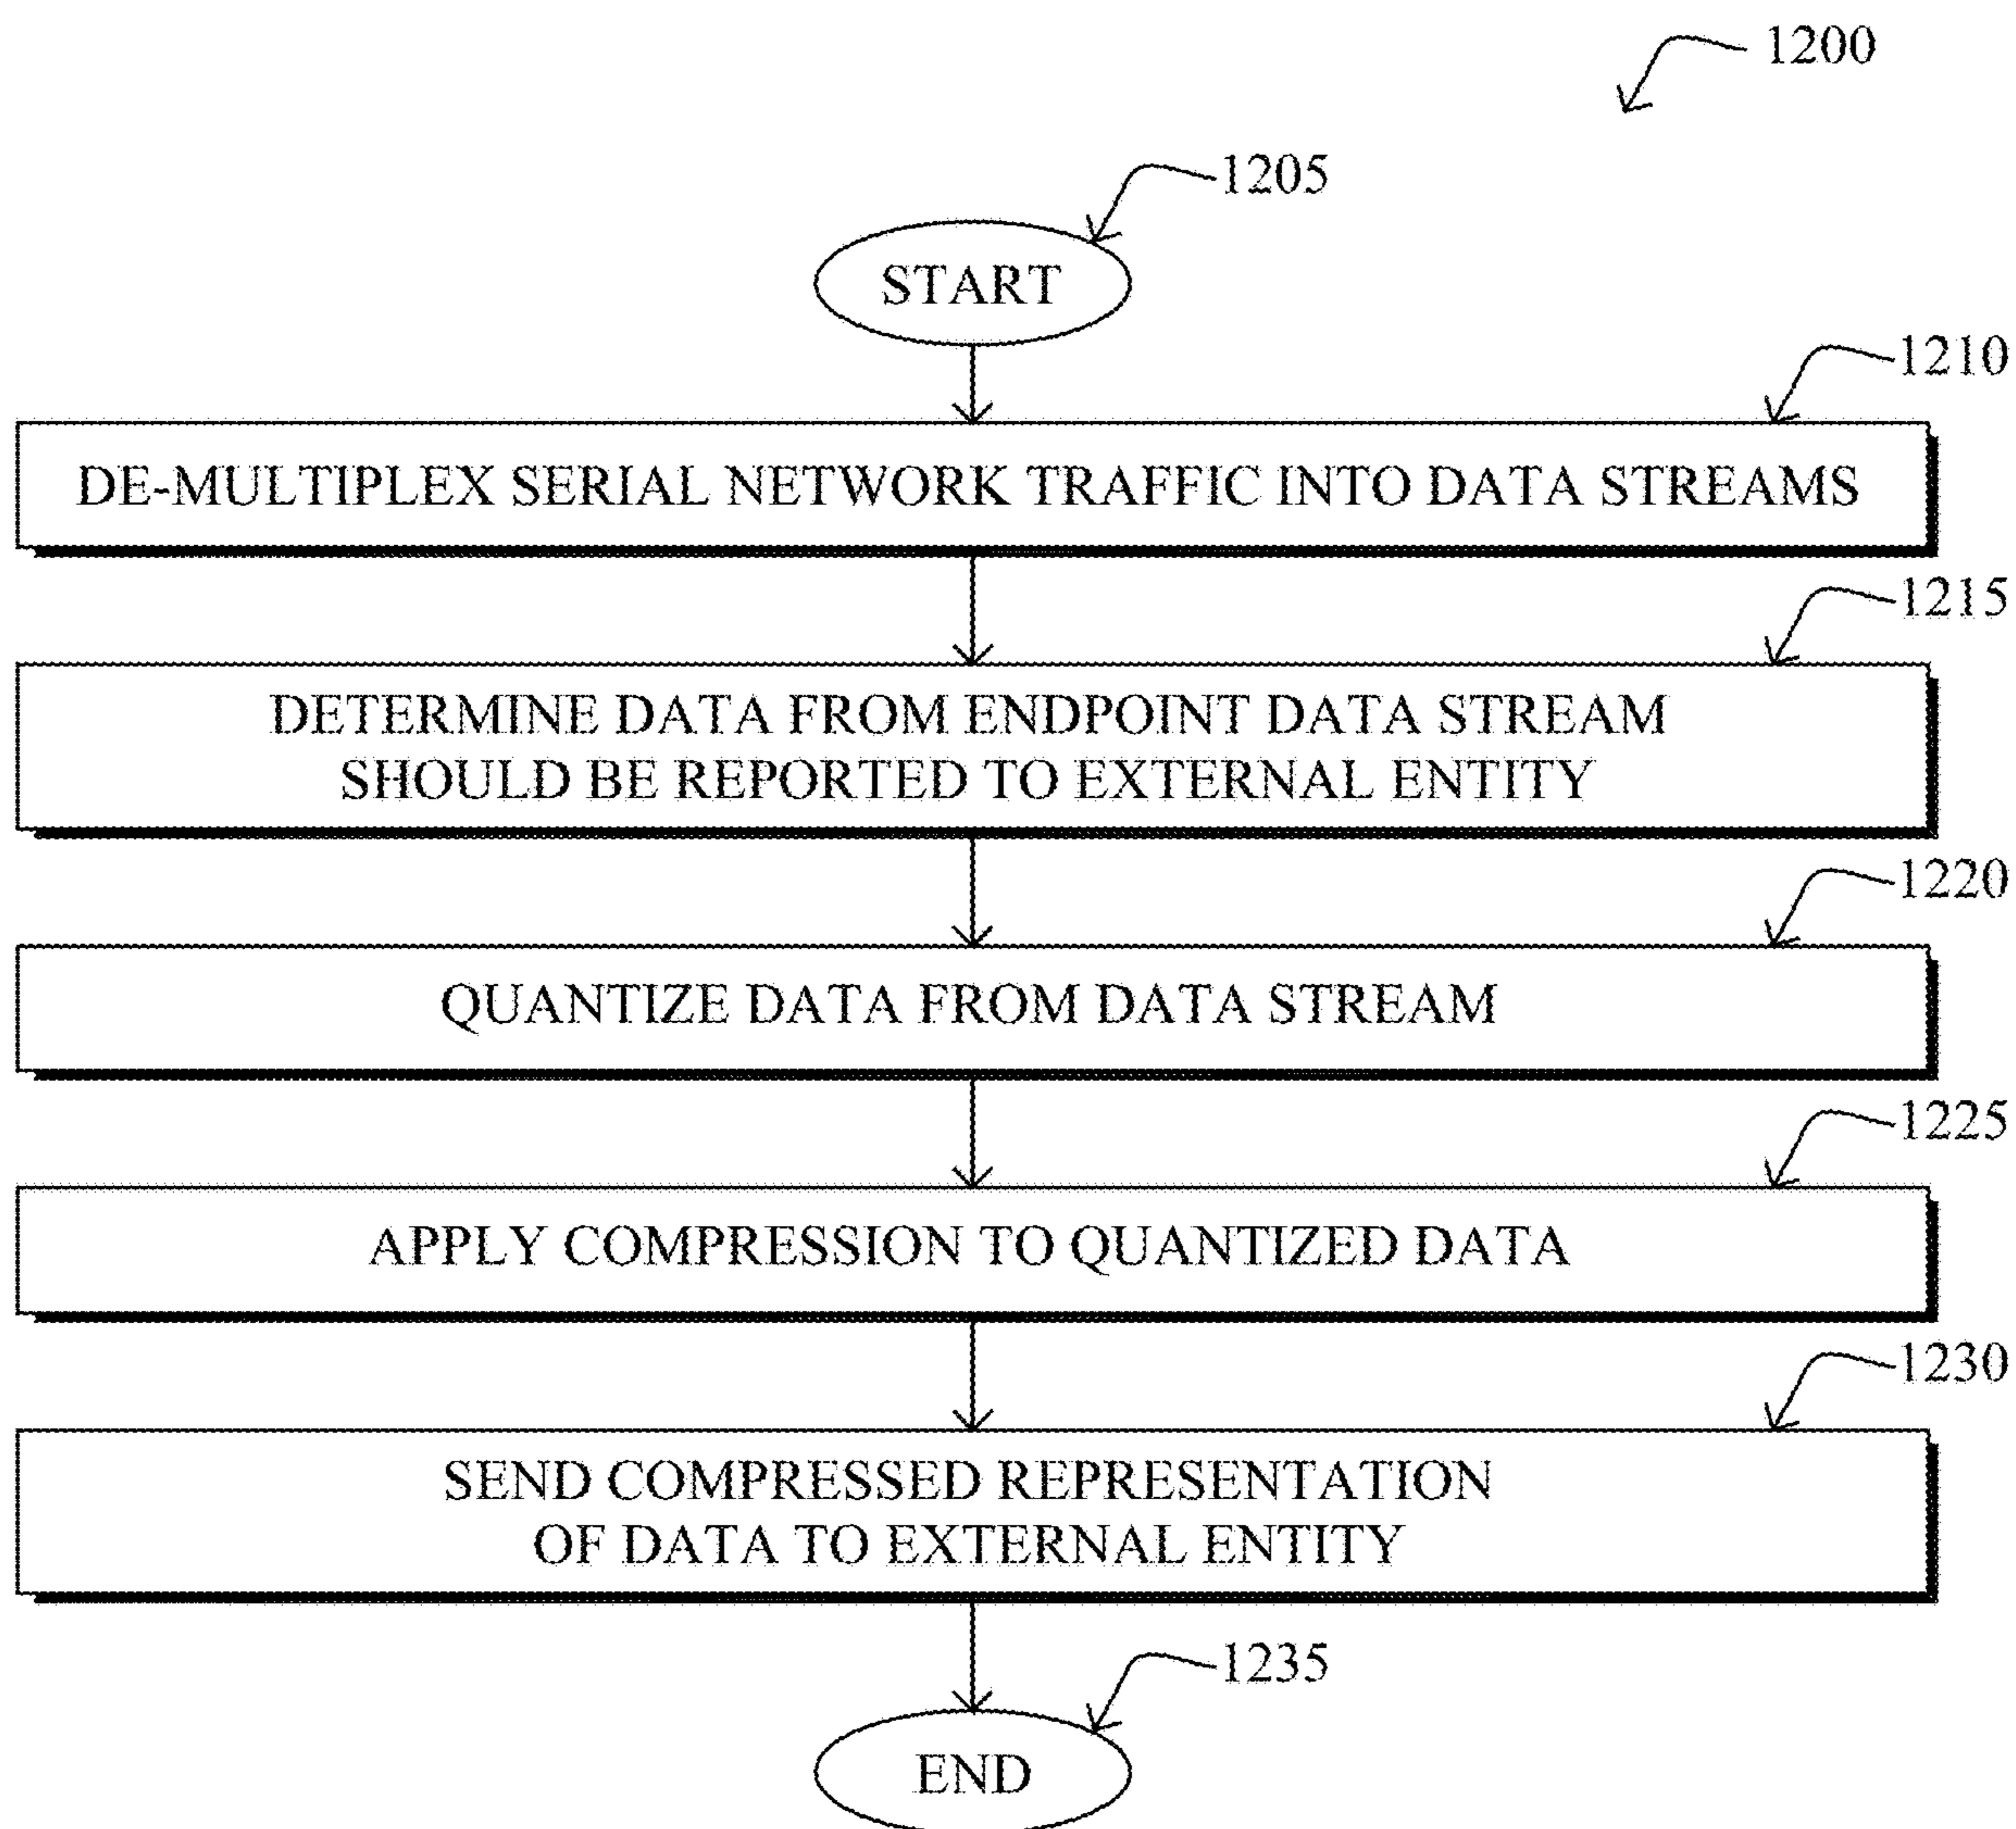 1200
1205
START
1210
DE-MULTIPLEX SERIAL NETWORK TRAFFIC INTO DATA STREAMS
1215
DETERMINE DATA FROM ENDPOINT DATA STREAM
SHOULD BE REPORTED TO EXTERNAL ENTITY
1220
QUANTIZE DATA FROM DATA STREAM
1225
APPLY COMPRESSION TO QUANTIZED DATA
1230
SEND COMPRESSED REPRESENTATION
OF DATA TO EXTERNAL ENTITY
1235
END